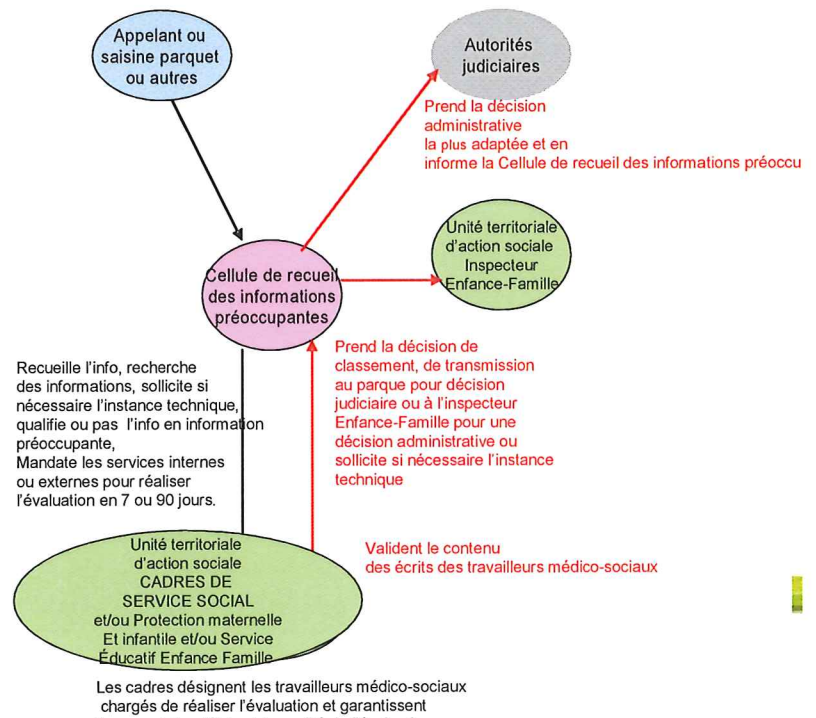 Appelant ou
saisine parquet
ou autres
Autorités
judiciaires
Prend la décision
administrative
la plus adaptée et en
informe la Cellule de recueil des informations préoccu
Unité territoriale
d'action sociale
Inspecteur
Enfance-Famille
Cellule de recueil
des informations
préoccupantes
Recueille l'info, recherche
des informations, sollicite si
nécessaire l'instance technique,
qualifie ou pas l'info en information
préoccupante,
Mandate les services internes
ou externes pour réaliser
l'évaluation en 7 ou 90 jours.
Prend la décision de
classement, de transmission
au parque pour décision
judiciaire ou à l'inspecteur
Enfance-Famille pour une
décision administrative ou
sollicite si nécessaire l'instance
technique
Unité territoriale
d'action sociale
CADRES DE
SERVICE SOCIAL
et/ou Protection maternelle
Et infantile et/ou Service
Éducatif Enfance Famille
Valident le contenu
des écrits des travailleurs médico-sociaux
Les cadres désignent les travailleurs médico-sociaux
chargés de réaliser l'évaluation et garantissent